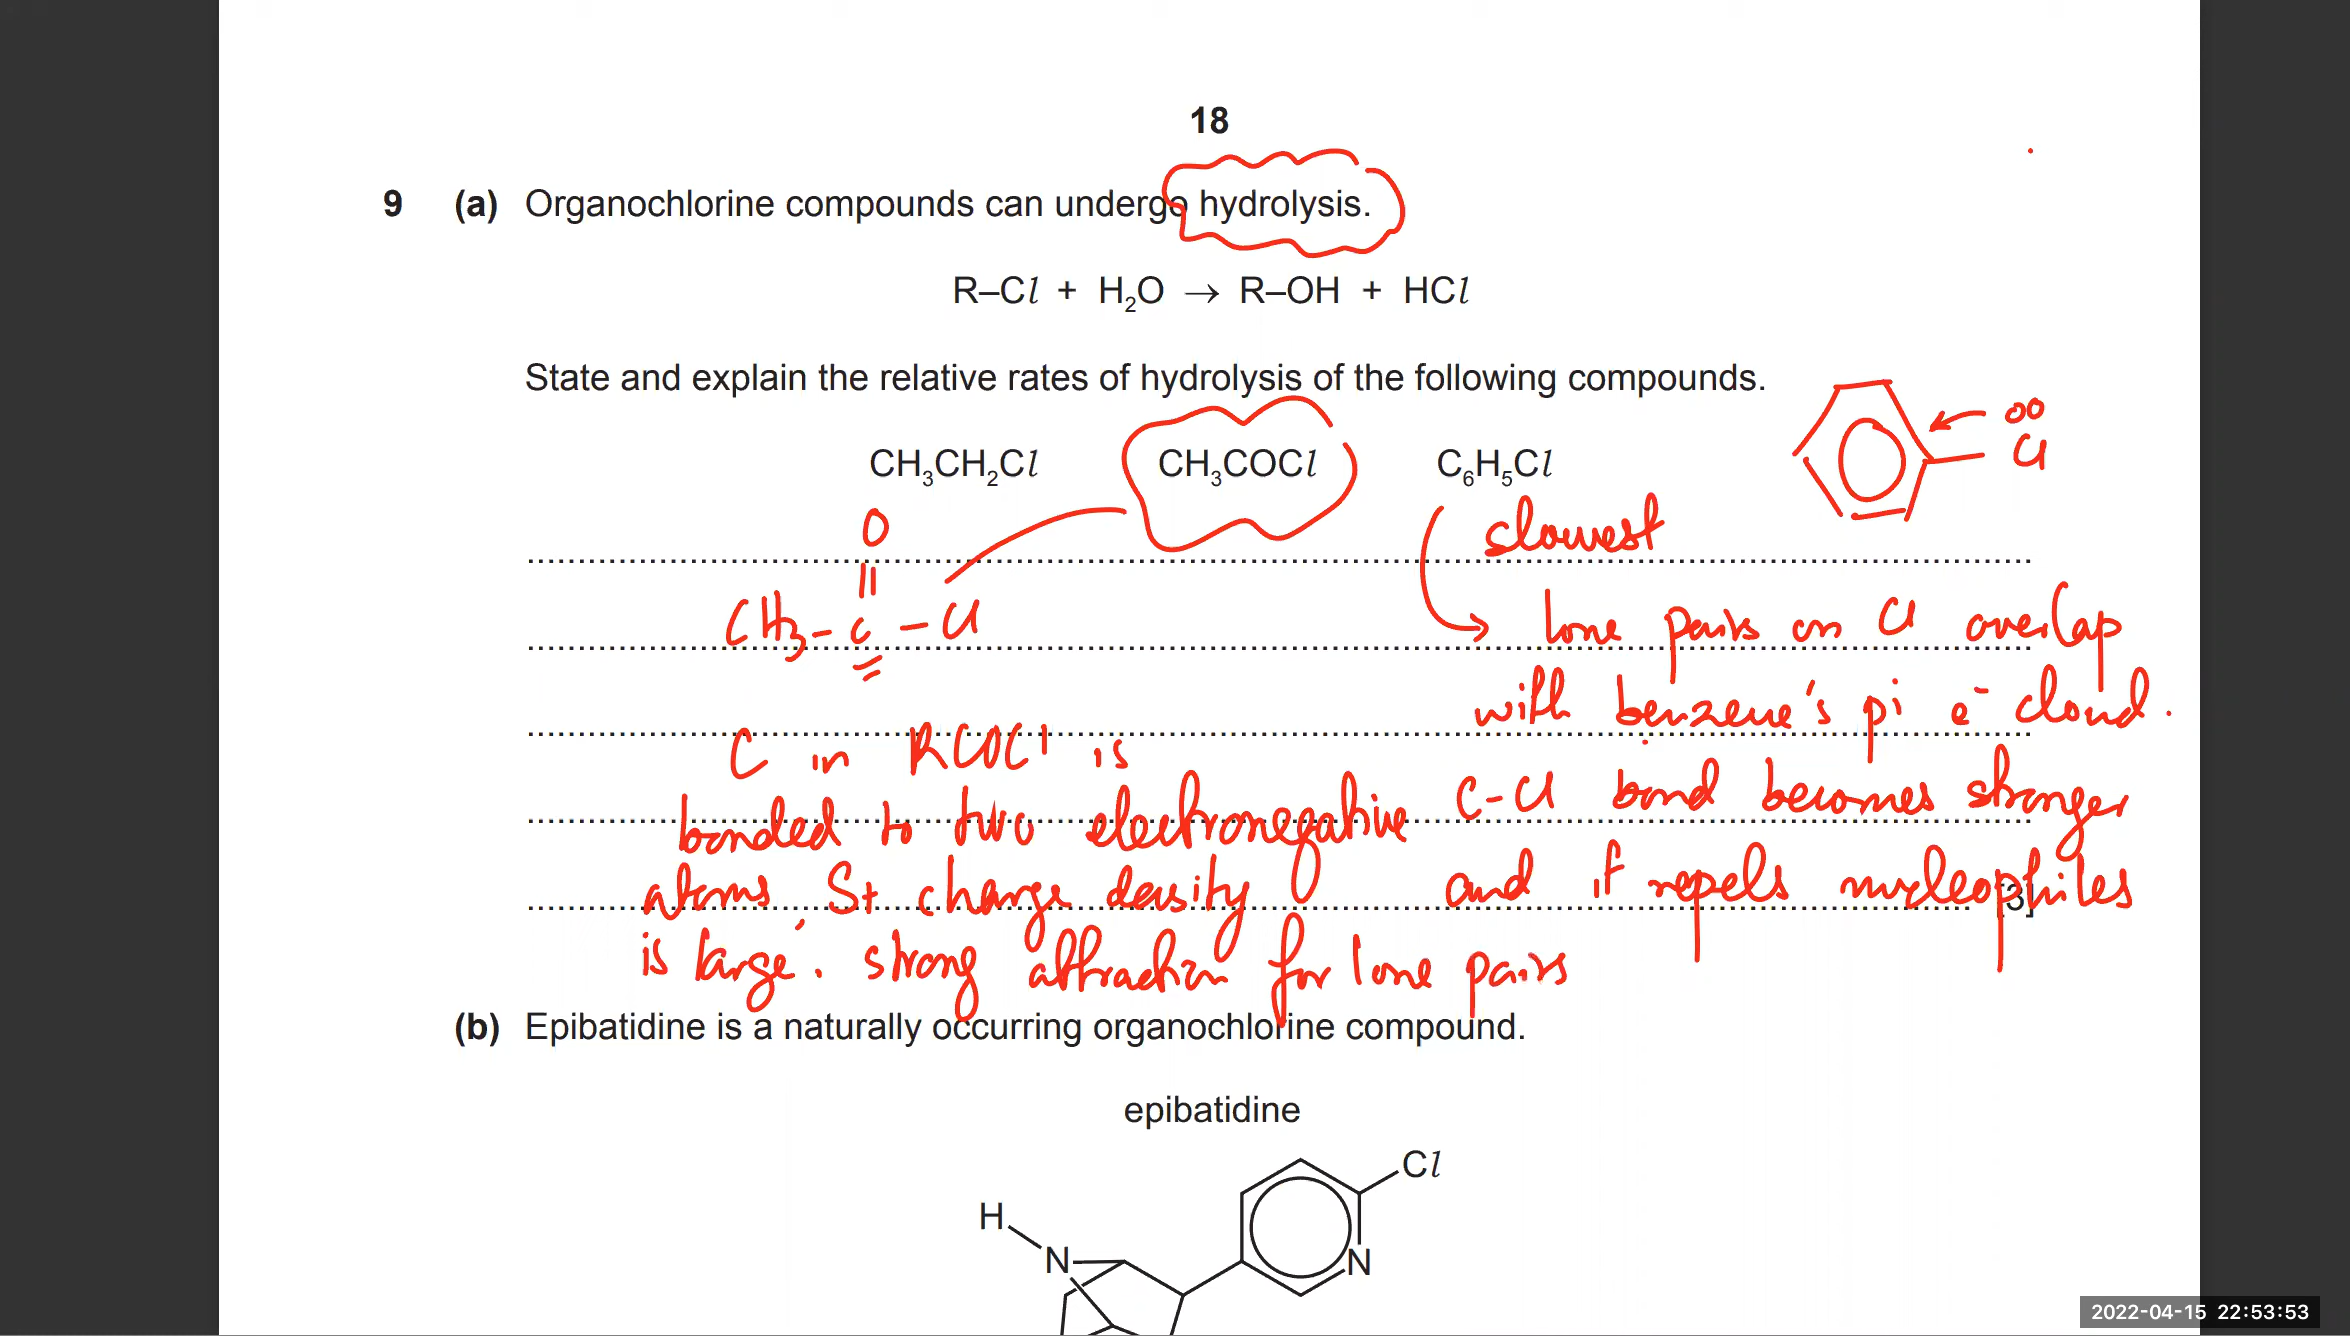 18
9 (a) Organochlorine compounds can undergo hydrolysis.
R–Cl + H₂O → R–OH + HCl
State and explain the relative rates of hydrolysis of the following compounds.
CH₃CH₂Cl CH₃COCl C₆H₅Cl
Cl
slowest
O
CH₃–C–Cl
lone pairs on Cl overlap
with benzene's pi e⁻ cloud.
C–Cl bond becomes stronger
and it repels nucleophiles
[3]
C in RCOCl is
bonded to two electronegative
atoms. δ+ charge density
is large. strong attraction for lone pairs
(b) Epibatidine is a naturally occurring organochlorine compound.
epibatidine
Cl
H
N
N
2022-04-15 22:53:53